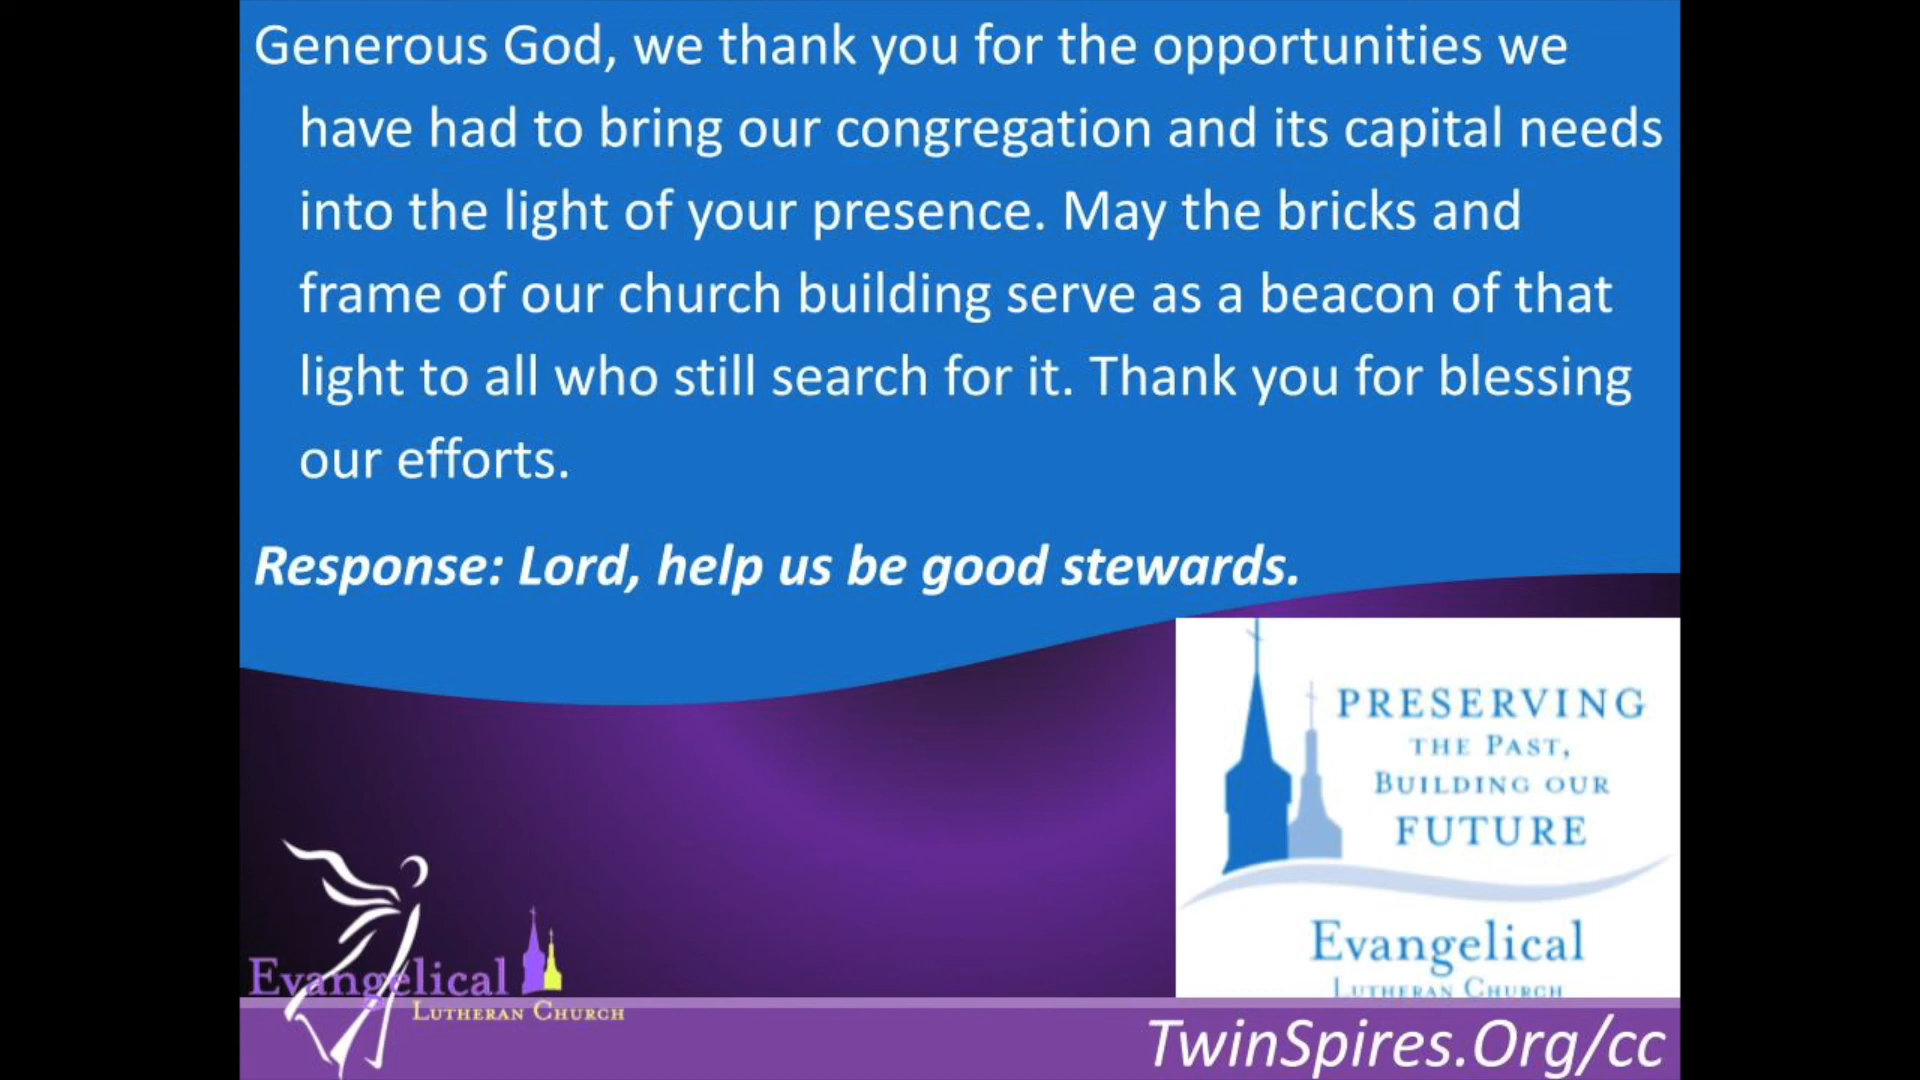 Generous God, we thank you for the opportunities we
have had to bring our congregation and its capital needs
into the light of your presence. May the bricks and
frame of our church building serve as a beacon of that
light to all who still search for it. Thank you for blessing
our efforts.
Response: Lord, help us be good stewards.
PRESERVING
THE PAST,
BUILDING OUR
FUTURE
Evangelical
LUTHERAN CHURCH
Evangelical
LUTHERAN CHURCH
TwinSpires.Org/cc